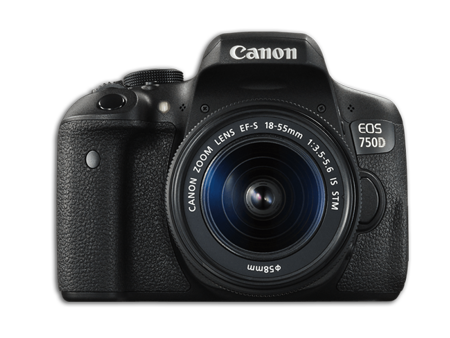 Canon
EOS
750D
CANON ZOOM LENS EF-S 18-55mm 1:3.5-5.6 IS STM
φ58mm